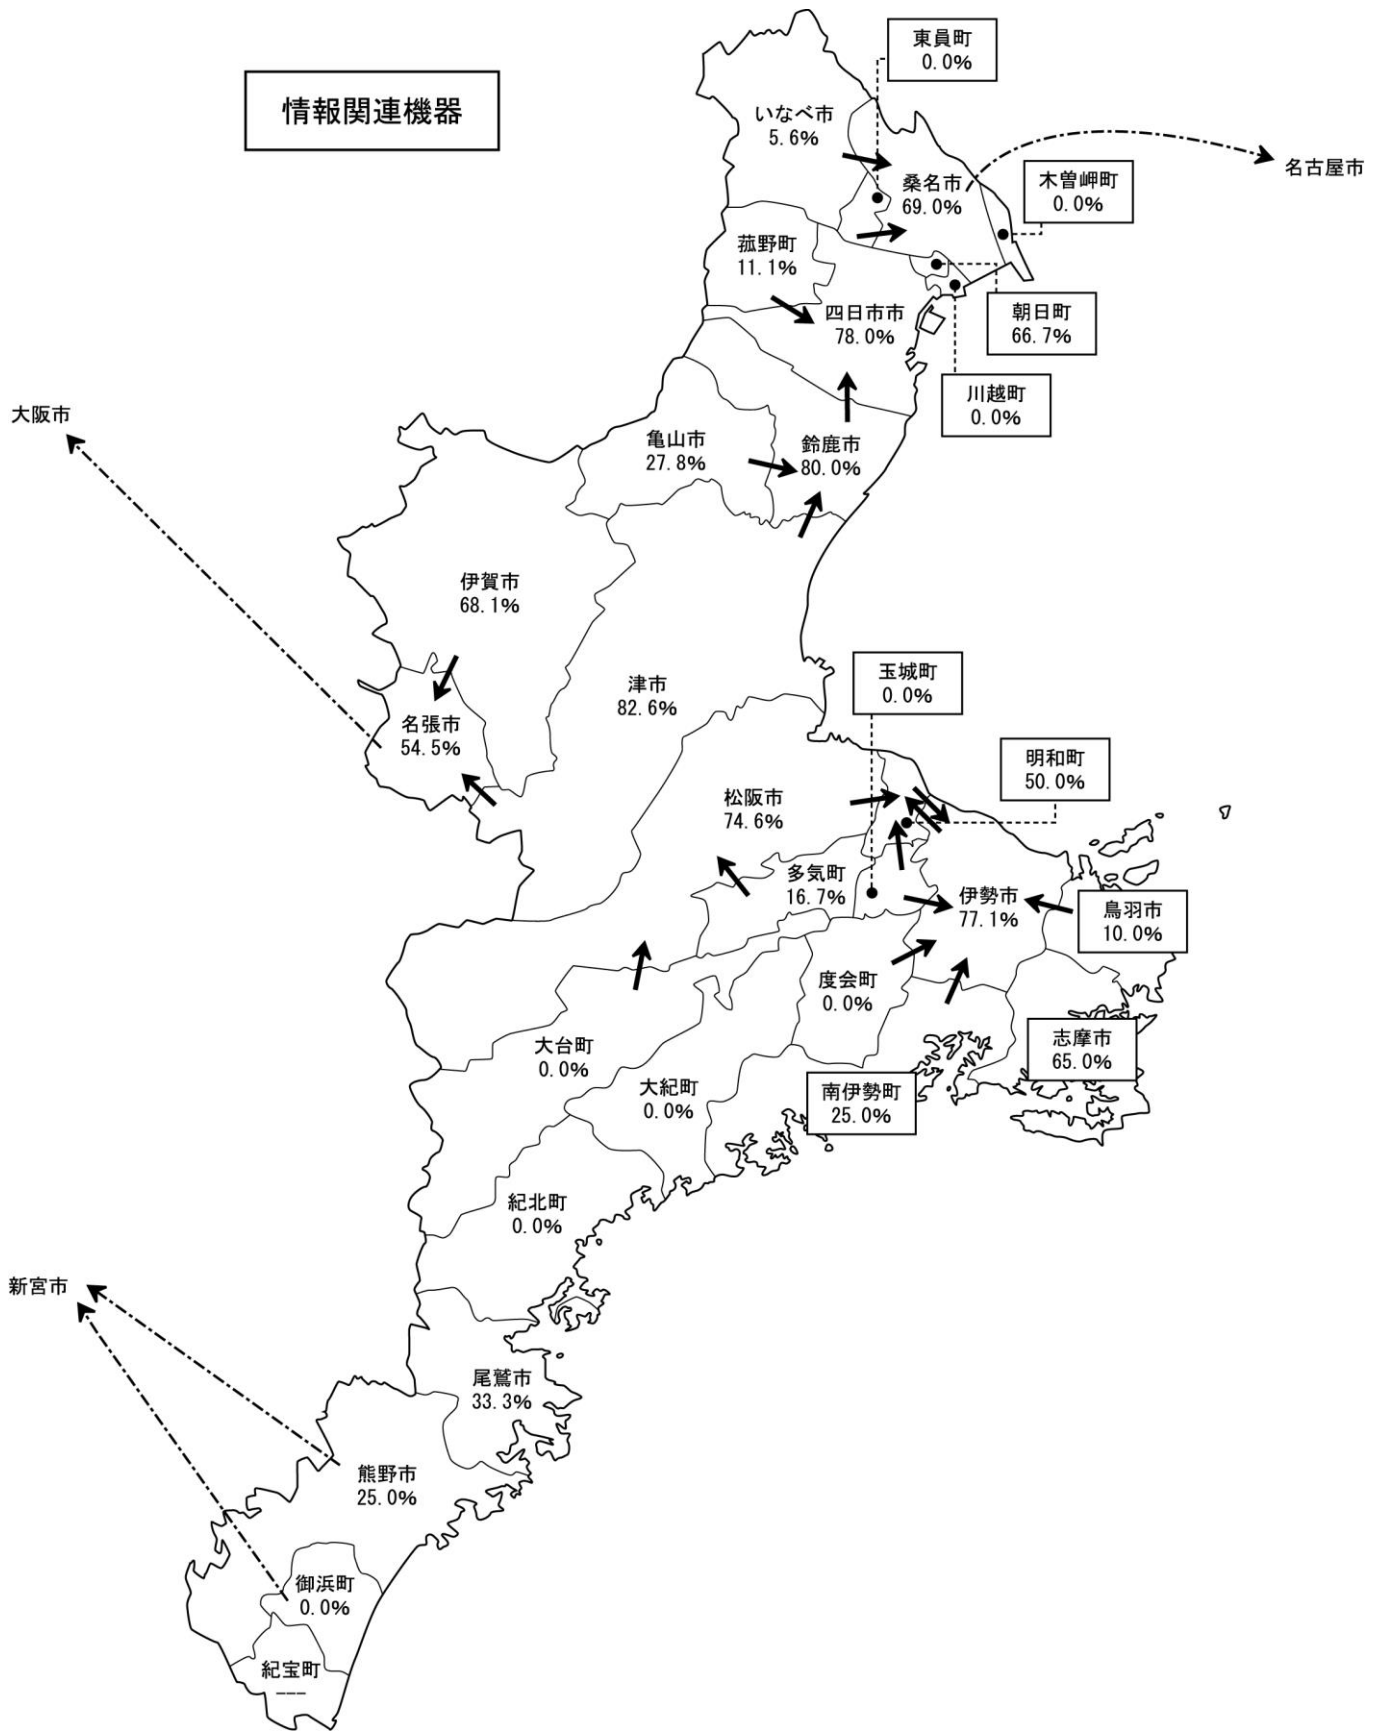 情報関連機器
東員町
0.0%
いなべ市
5.6%
名古屋市
桑名市
69.0%
木曽岬町
0.0%
菰野町
11.1%
四日市市
78.0%
朝日町
66.7%
川越町
0.0%
大阪市
亀山市
27.8%
鈴鹿市
80.0%
伊賀市
68.1%
津市
82.6%
玉城町
0.0%
名張市
54.5%
明和町
50.0%
松阪市
74.6%
多気町
16.7%
伊勢市
77.1%
鳥羽市
10.0%
度会町
0.0%
志摩市
65.0%
大台町
0.0%
大紀町
0.0%
南伊勢町
25.0%
紀北町
0.0%
新宮市
尾鷲市
33.3%
熊野市
25.0%
御浜町
0.0%
紀宝町
---